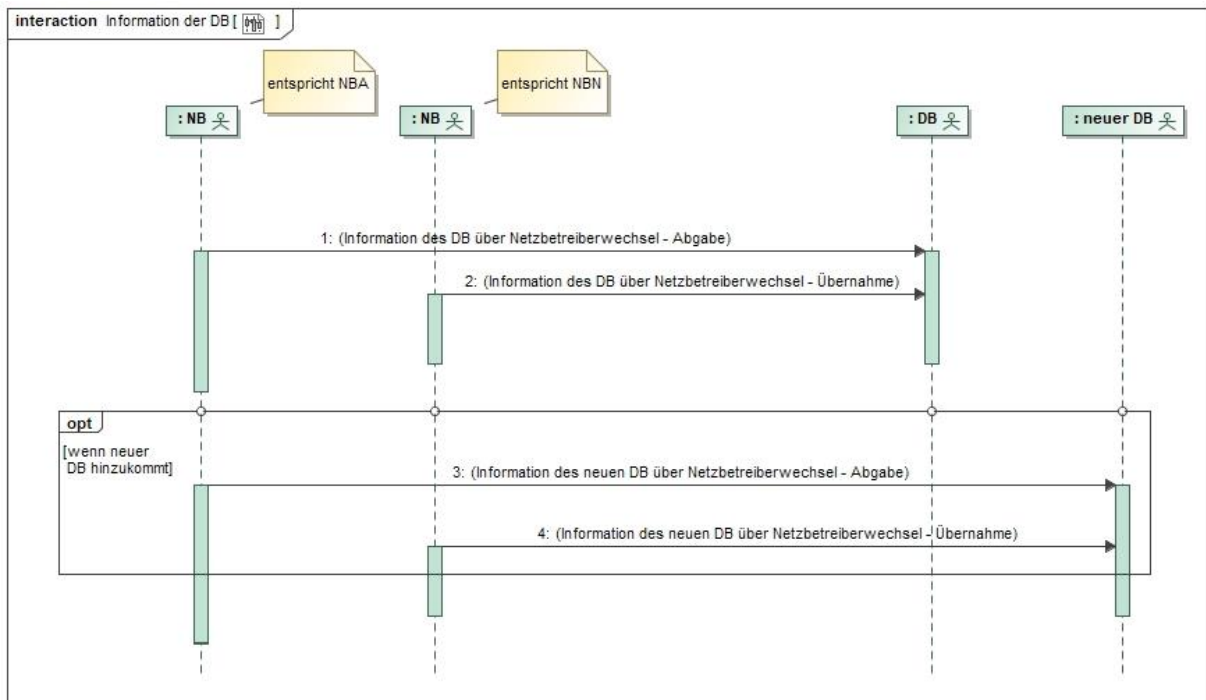 interaction Information der DB [ ]
entspricht NBA
entspricht NBN
: NB
: NB
: DB
: neuer DB
1: (Information des DB über Netzbetreiberwechsel - Abgabe)
2: (Information des DB über Netzbetreiberwechsel - Übernahme)
opt
[wenn neuer
DB hinzukommt]
3: (Information des neuen DB über Netzbetreiberwechsel - Abgabe)
4: (Information des neuen DB über Netzbetreiberwechsel - Übernahme)